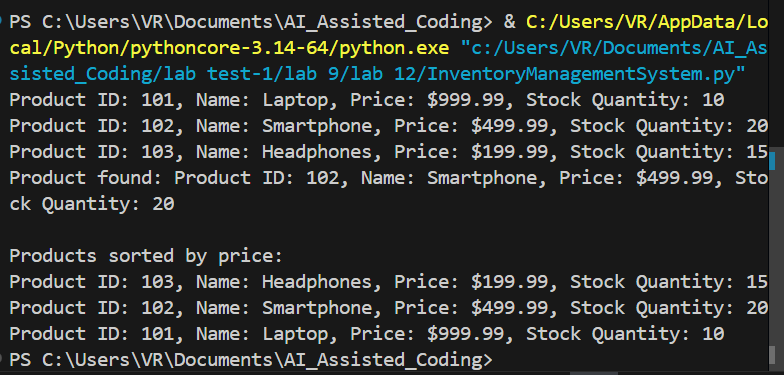 PS C:\Users\VR\Documents\AI_Assisted_Coding> & C:/Users/VR/AppData/Lo
cal/Python/pythoncore-3.14-64/python.exe "c:/Users/VR/Documents/AI_As
sisted_Coding/lab test-1/lab 9/lab 12/InventoryManagementSystem.py"
Product ID: 101, Name: Laptop, Price: $999.99, Stock Quantity: 10
Product ID: 102, Name: Smartphone, Price: $499.99, Stock Quantity: 20
Product ID: 103, Name: Headphones, Price: $199.99, Stock Quantity: 15
Product found: Product ID: 102, Name: Smartphone, Price: $499.99, Sto
ck Quantity: 20
Products sorted by price:
Product ID: 103, Name: Headphones, Price: $199.99, Stock Quantity: 15
Product ID: 102, Name: Smartphone, Price: $499.99, Stock Quantity: 20
Product ID: 101, Name: Laptop, Price: $999.99, Stock Quantity: 10
PS C:\Users\VR\Documents\AI_Assisted_Coding>